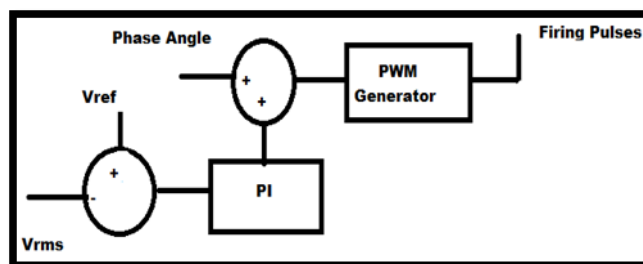 Phase Angle
Firing Pulses
+
+
PWM
Generator
Vref
+
-
PI
Vrms